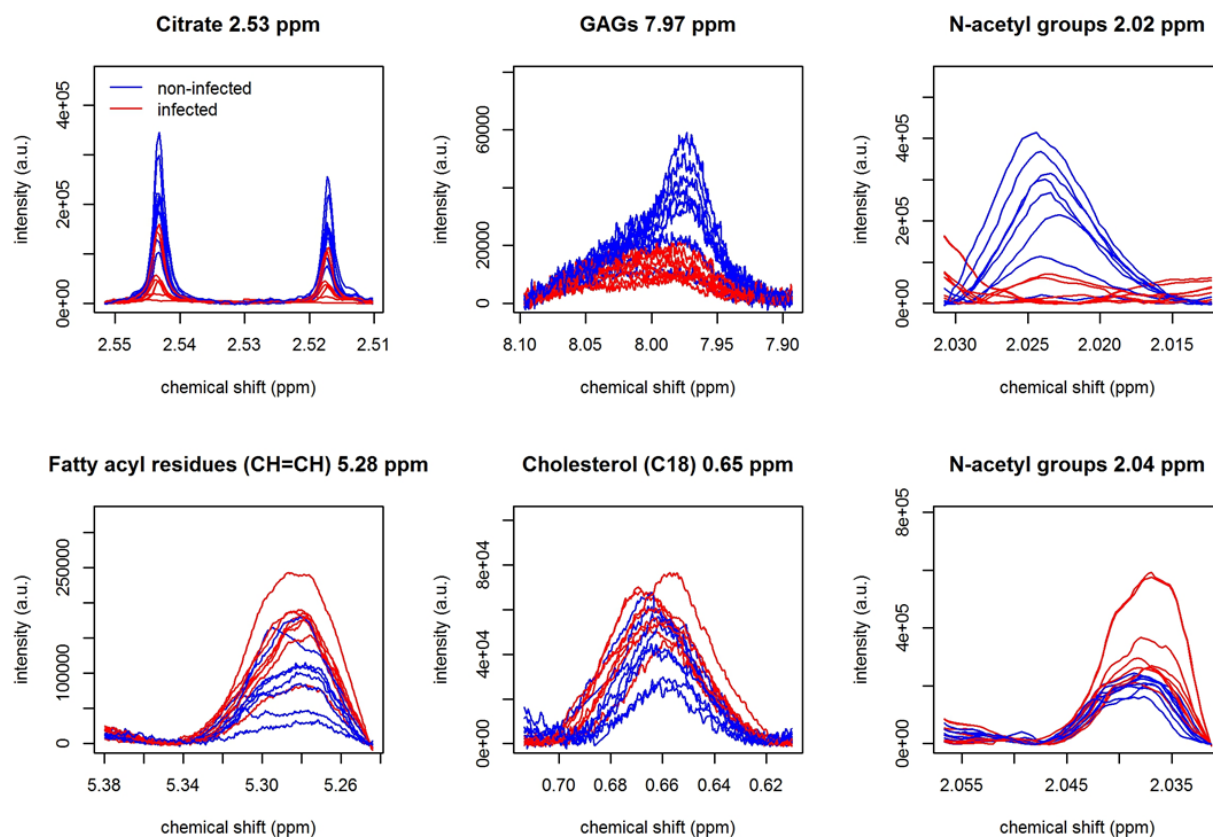 Citrate 2.53 ppm
GAGs 7.97 ppm
N-acetyl groups 2.02 ppm
intensity (a.u.)
0e+00 2e+05 4e+05
non-infected
infected
2.55 2.54 2.53 2.52 2.51
chemical shift (ppm)
intensity (a.u.)
0 20000 60000
8.10 8.05 8.00 7.95 7.90
chemical shift (ppm)
intensity (a.u.)
0e+00 2e+05 4e+05
2.030 2.025 2.020 2.015
chemical shift (ppm)
Fatty acyl residues (CH=CH) 5.28 ppm
Cholesterol (C18) 0.65 ppm
N-acetyl groups 2.04 ppm
intensity (a.u.)
0 100000 250000
5.38 5.34 5.30 5.26
chemical shift (ppm)
intensity (a.u.)
0e+00 4e+04 8e+04
0.70 0.68 0.66 0.64 0.62
chemical shift (ppm)
intensity (a.u.)
0e+00 4e+05 8e+05
2.055 2.045 2.035
chemical shift (ppm)